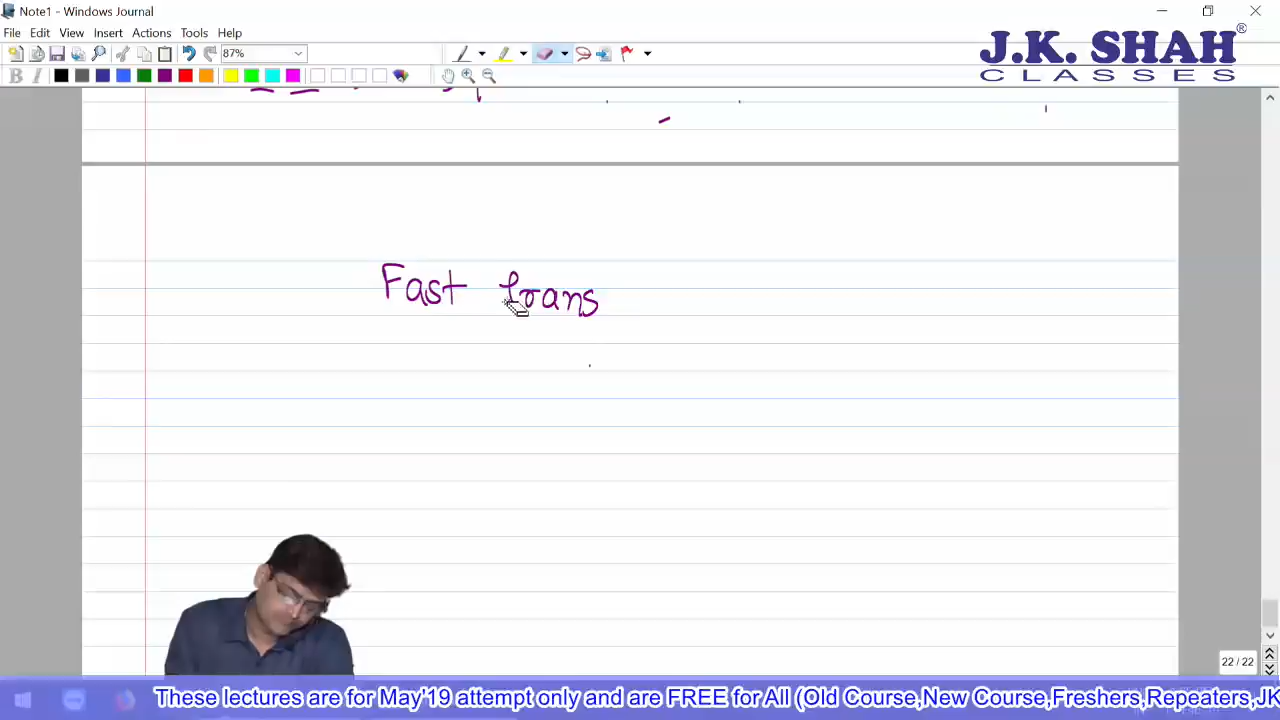 Note1 - Windows Journal
File Edit View Insert Actions Tools Help
87%
B I
J.K. SHAH®
CLASSES
Fast trans
22 / 22
These lectures are for May'19 attempt only and are FREE for All (Old Course,New Course,Freshers,Repeaters,JK